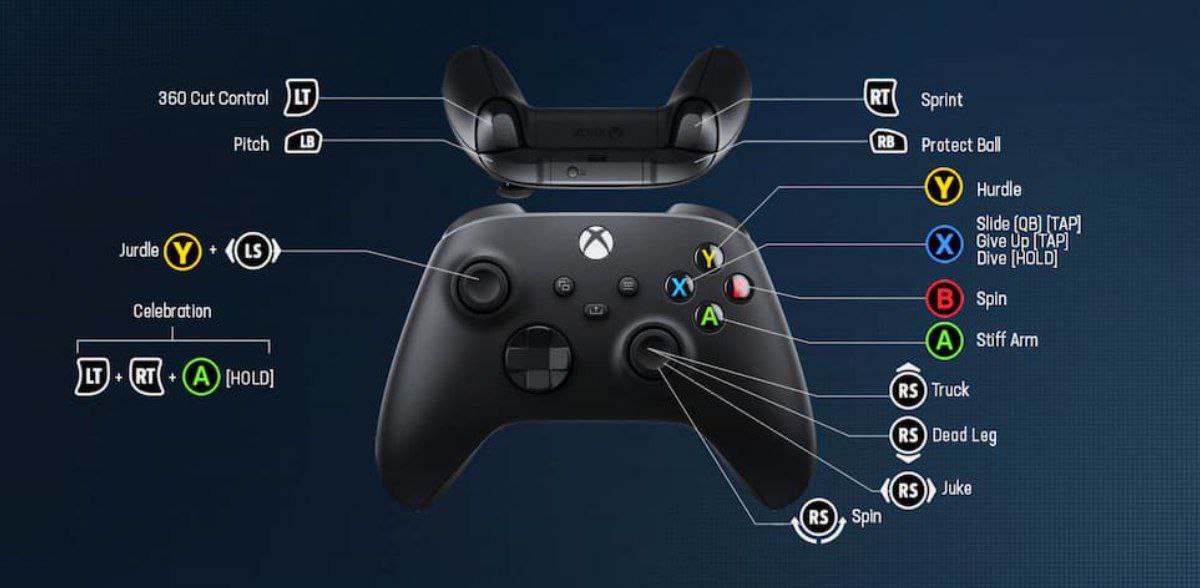 360 Cut Control LT
Pitch LB
RT Sprint
RB Protect Ball
Y Hurdle
X Slide (QB) [TAP]
Give Up [TAP]
Dive [HOLD]
B Spin
A Stiff Arm
RS Truck
RS Dead Leg
RS Juke
RS Spin
Jurdle Y + LS
Celebration
LT + RT + A [HOLD]
Y
X
B
A
XBOX